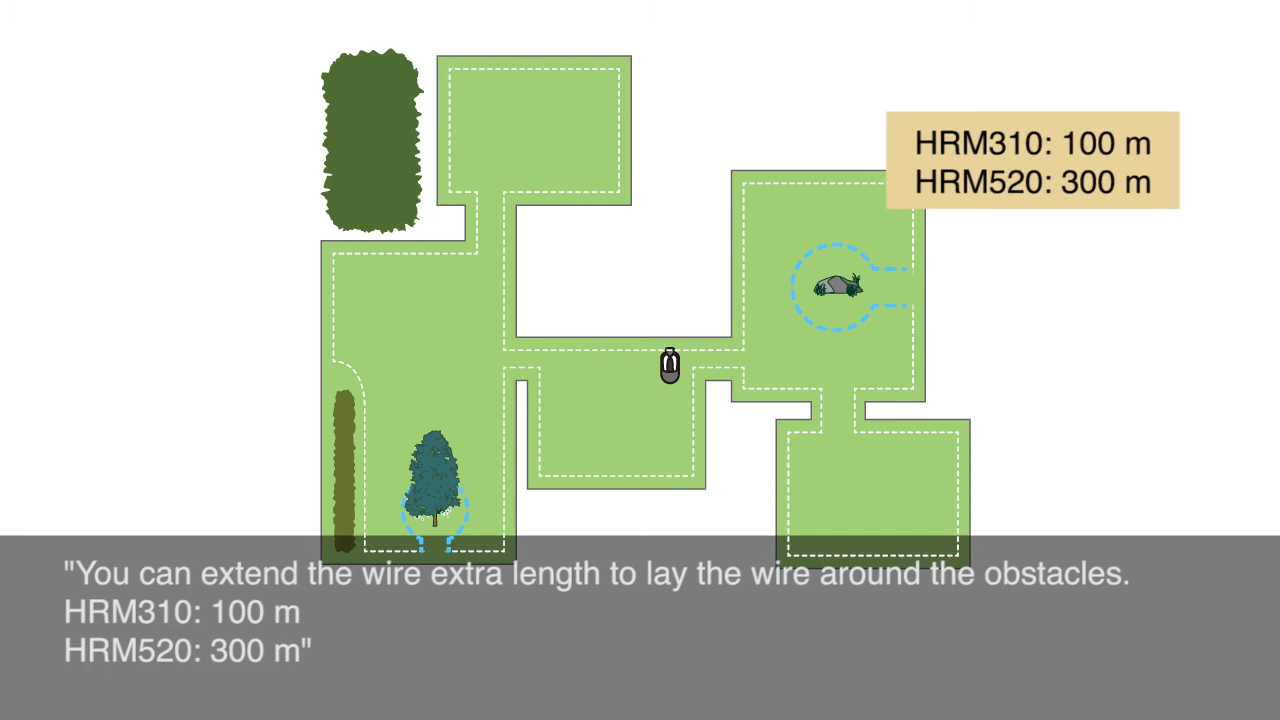 HRM310: 100 m
HRM520: 300 m
"You can extend the wire extra length to lay the wire around the obstacles.
HRM310: 100 m
HRM520: 300 m"